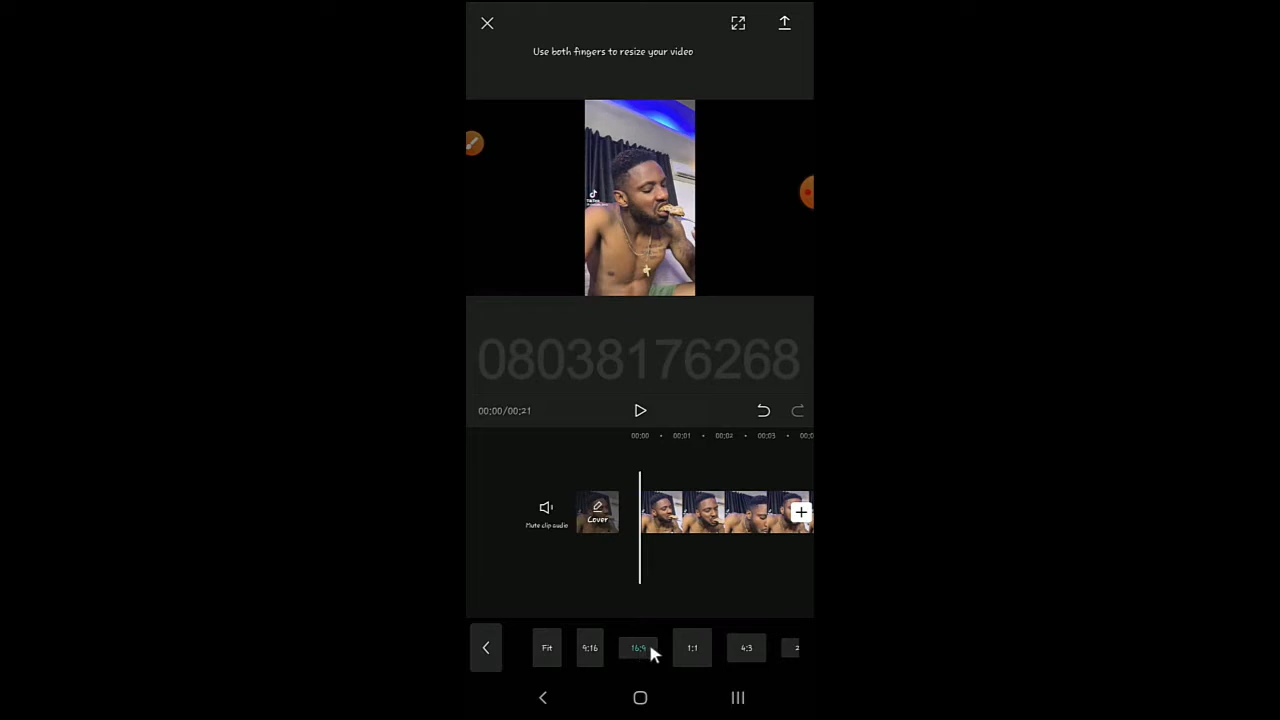 Use both fingers to resize your video
TikTok
08038176268
00:00/00:21
00:00 00:01 00:02 00:03
Mute clip audio
Cover
Fit 9:16 16:9 1:1 4:3